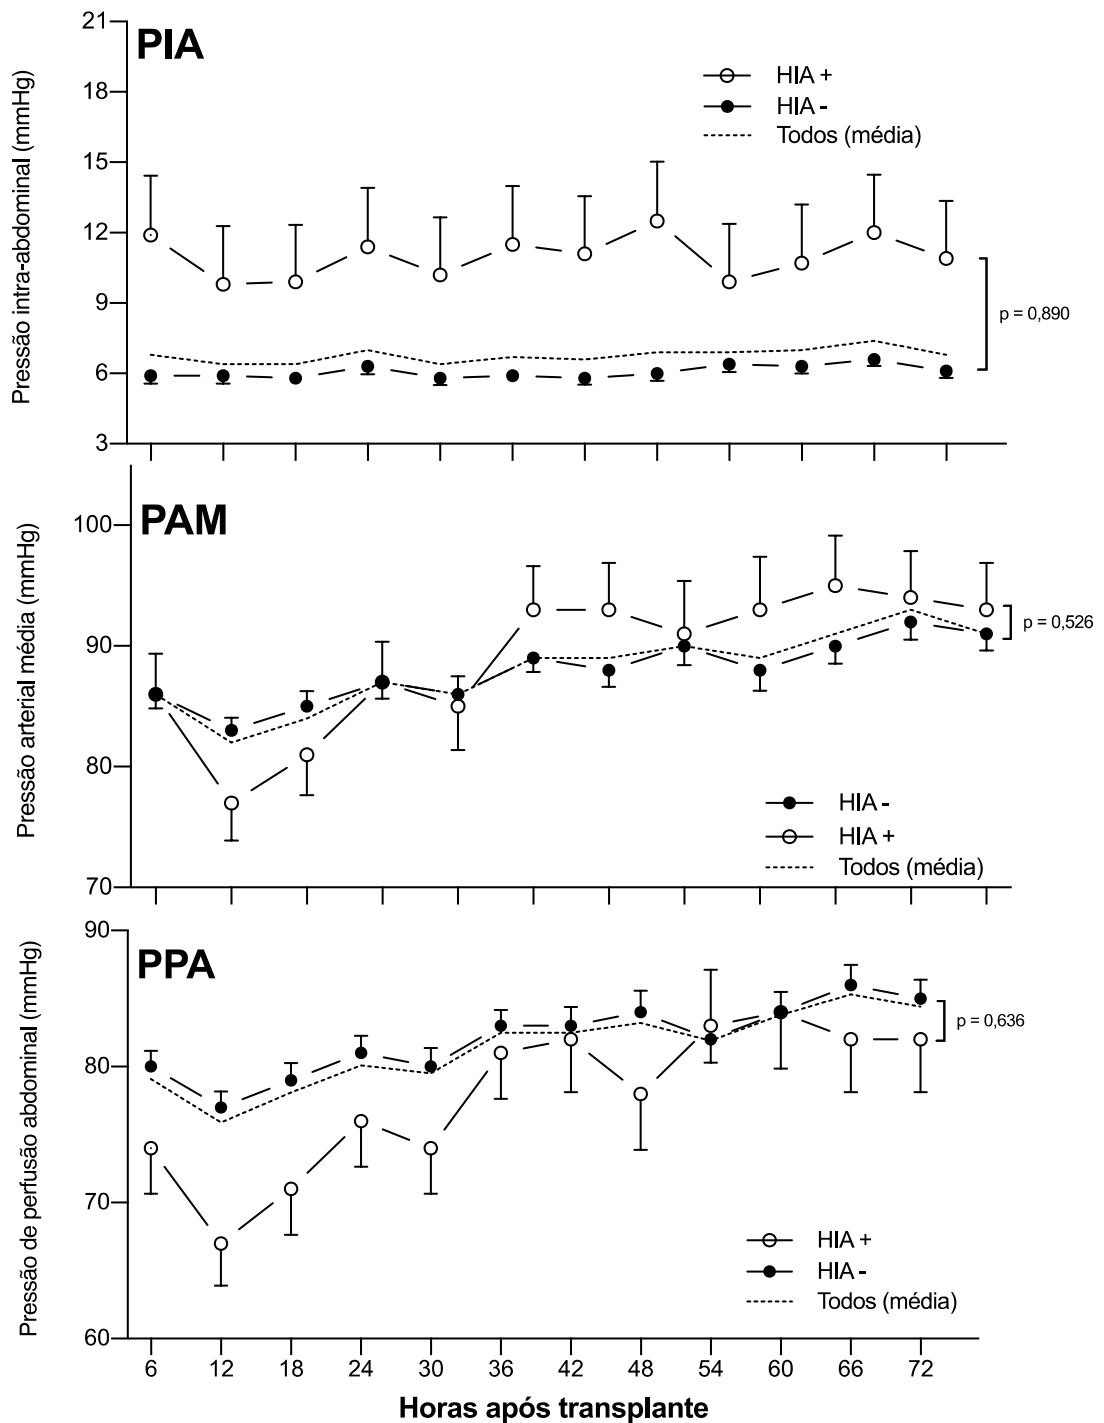 PIA
Pressão intra-abdominal (mmHg)
21
18
15
12
9
6
3
HIA +
HIA -
Todos (média)
p = 0,890
PAM
Pressão arterial média (mmHg)
100
90
80
70
HIA -
HIA +
Todos (média)
p = 0,526
PPA
Pressão de perfusão abdominal (mmHg)
90
80
70
60
HIA +
HIA -
Todos (média)
p = 0,636
6 12 18 24 30 36 42 48 54 60 66 72
Horas após transplante